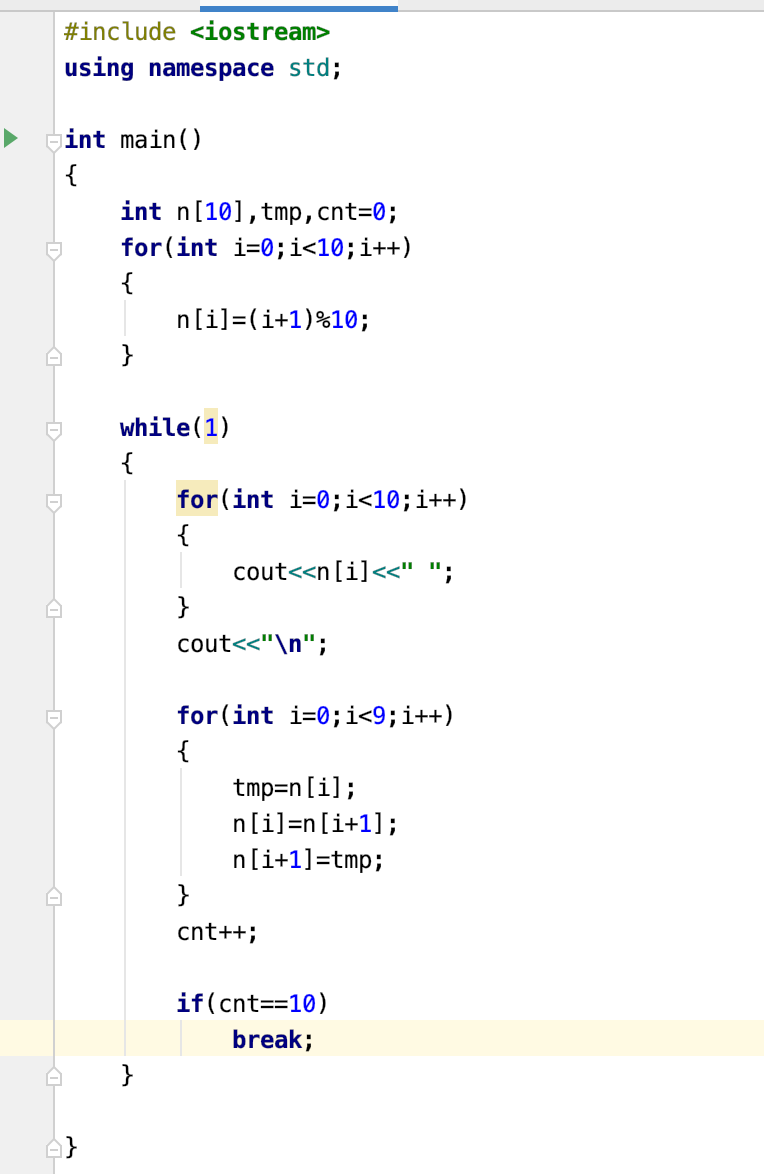 #include <iostream>
using namespace std;
int main()
{
int n[10],tmp,cnt=0;
for(int i=0;i<10;i++)
{
n[i]=(i+1)%10;
}
while(1)
{
for(int i=0;i<10;i++)
{
cout<<n[i]<<" ";
}
cout<<"\n";
for(int i=0;i<9;i++)
{
tmp=n[i];
n[i]=n[i+1];
n[i+1]=tmp;
}
cnt++;
if(cnt==10)
break;
}
}